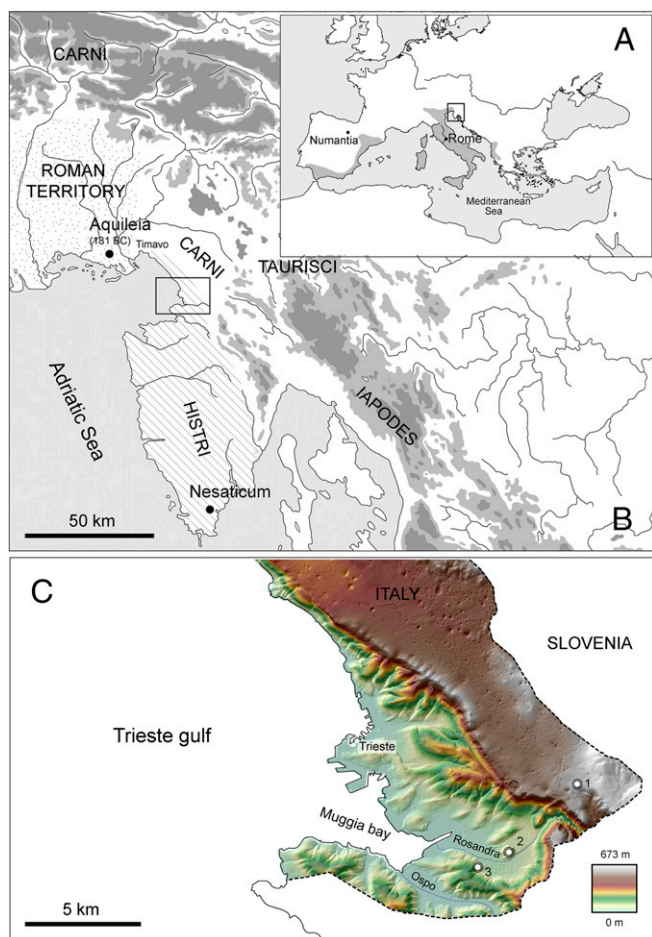 A
Numantia
Rome
Mediterranean
Sea
CARNI
ROMAN
TERRITORY
Aquileia
(181 BC)
Timavo
CARNI
TAURISCI
IAPODES
Adriatic Sea
HISTRI
Nesaticum
50 km
B
C
ITALY
SLOVENIA
Trieste gulf
Trieste
1
Muggia bay
Rosandra
2
3
Ospo
673 m
0 m
5 km